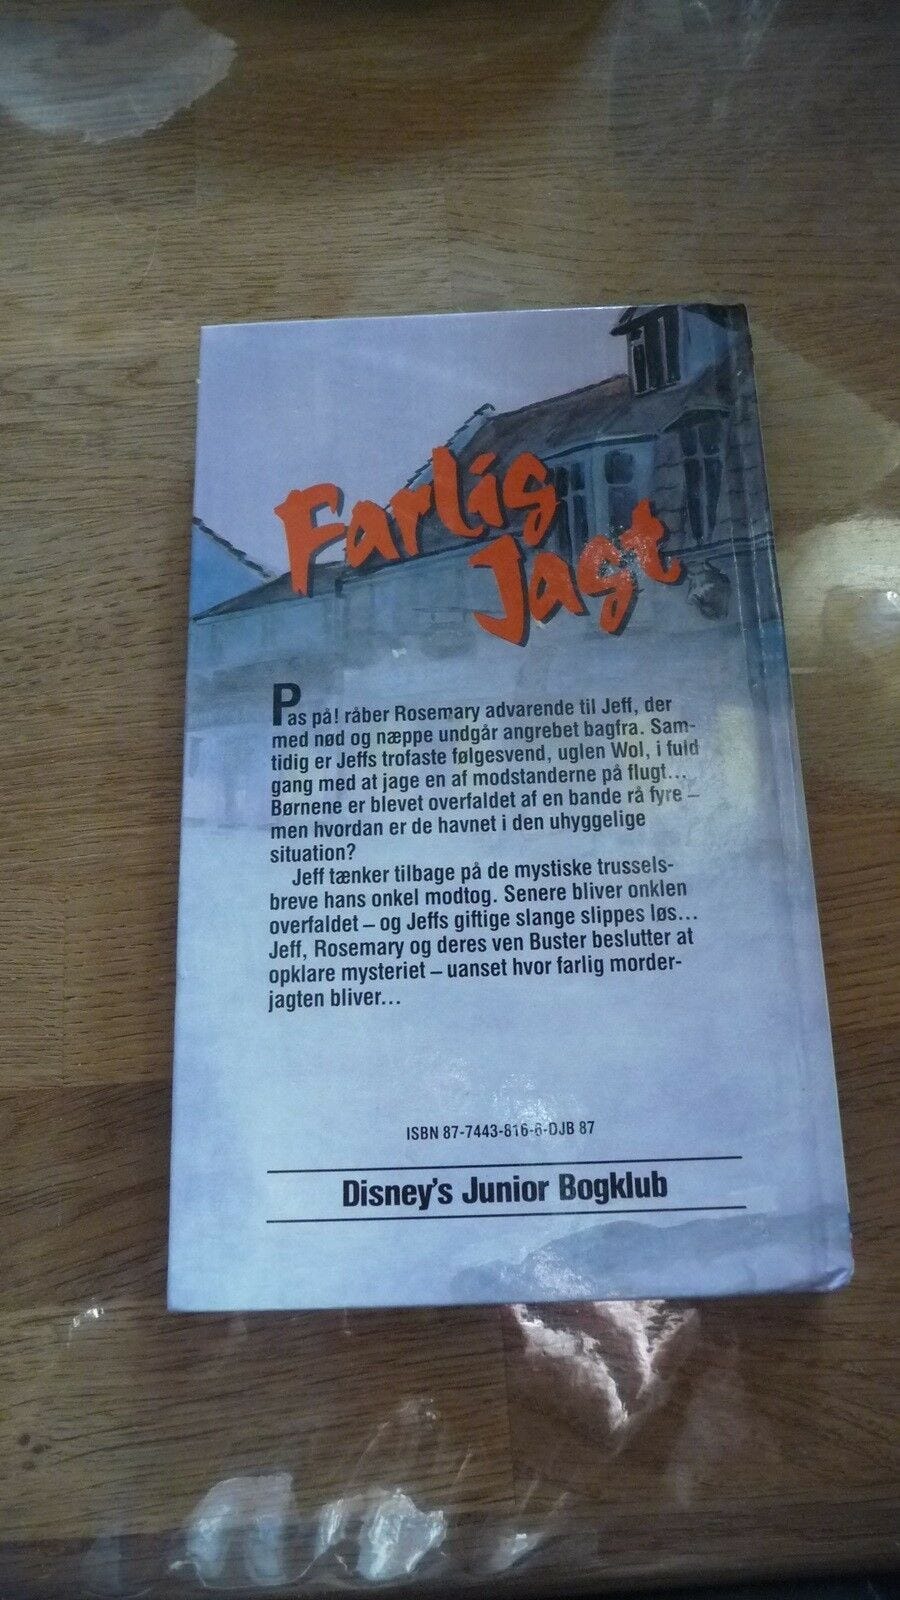 Farlig
Jagt
Pas på! råber Rosemary advarende til Jeff, der
med nød og næppe undgår angrebet bagfra. Sam-
tidig er Jeffs trofaste følgesvend, uglen Wol, i fuld
gang med at jage en af modstanderne på flugt...
Børnene er blevet overfaldet af en bande rå fyre –
men hvordan er de havnet i den uhyggelige
situation?
Jeff tænker tilbage på de mystiske trussels-
breve hans onkel modtog. Senere bliver onklen
overfaldet – og Jeffs giftige slange slippes løs...
Jeff, Rosemary og deres ven Buster beslutter at
opklare mysteriet – uanset hvor farlig morder-
jagten bliver...
ISBN 87-7443-816-6-DJB 87
Disney's Junior Bogklub